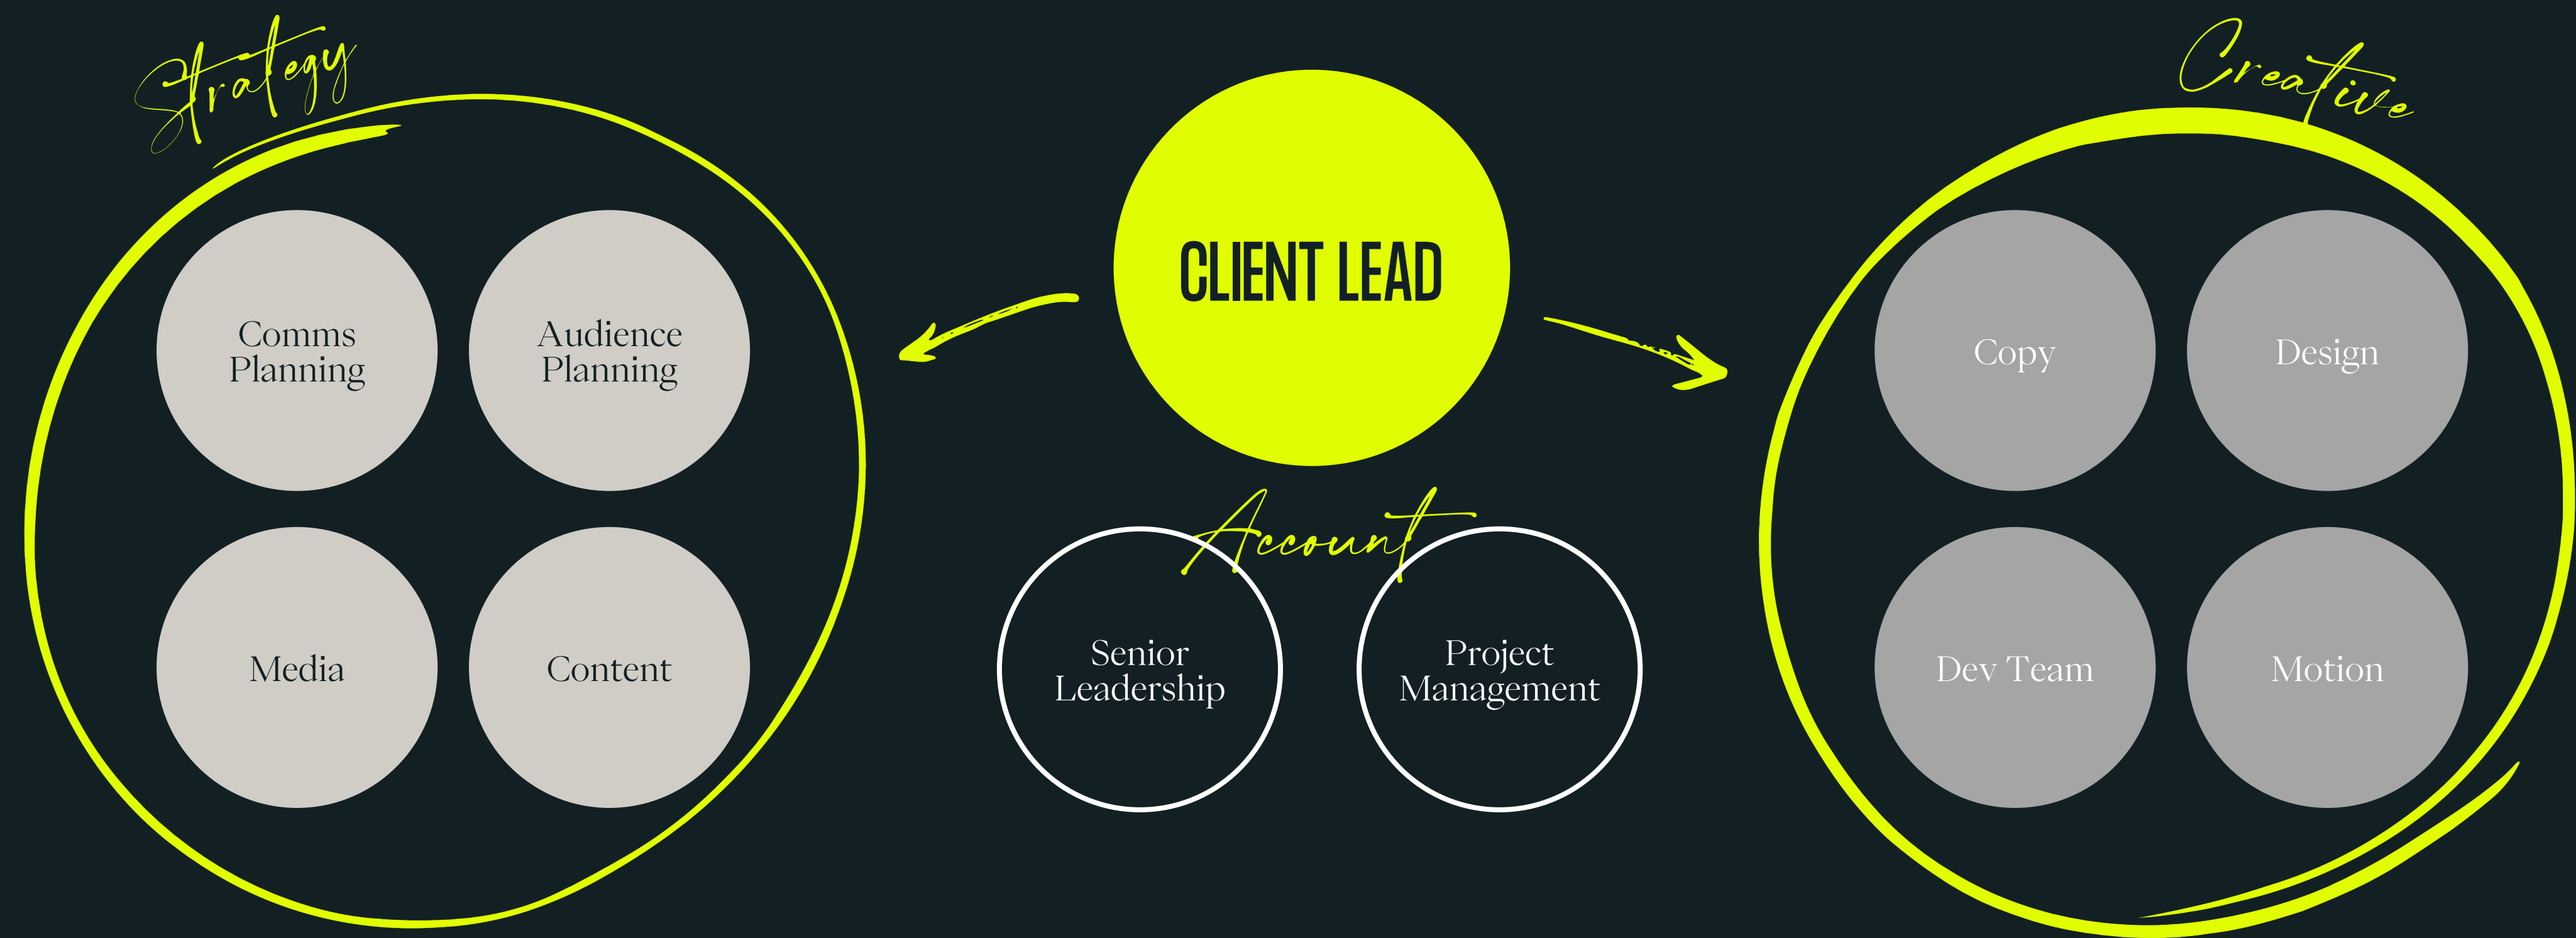 Strategy
Comms
Planning
Audience
Planning
Media
Content
CLIENT LEAD
Account
Senior
Leadership
Project
Management
Creative
Copy
Design
Dev Team
Motion